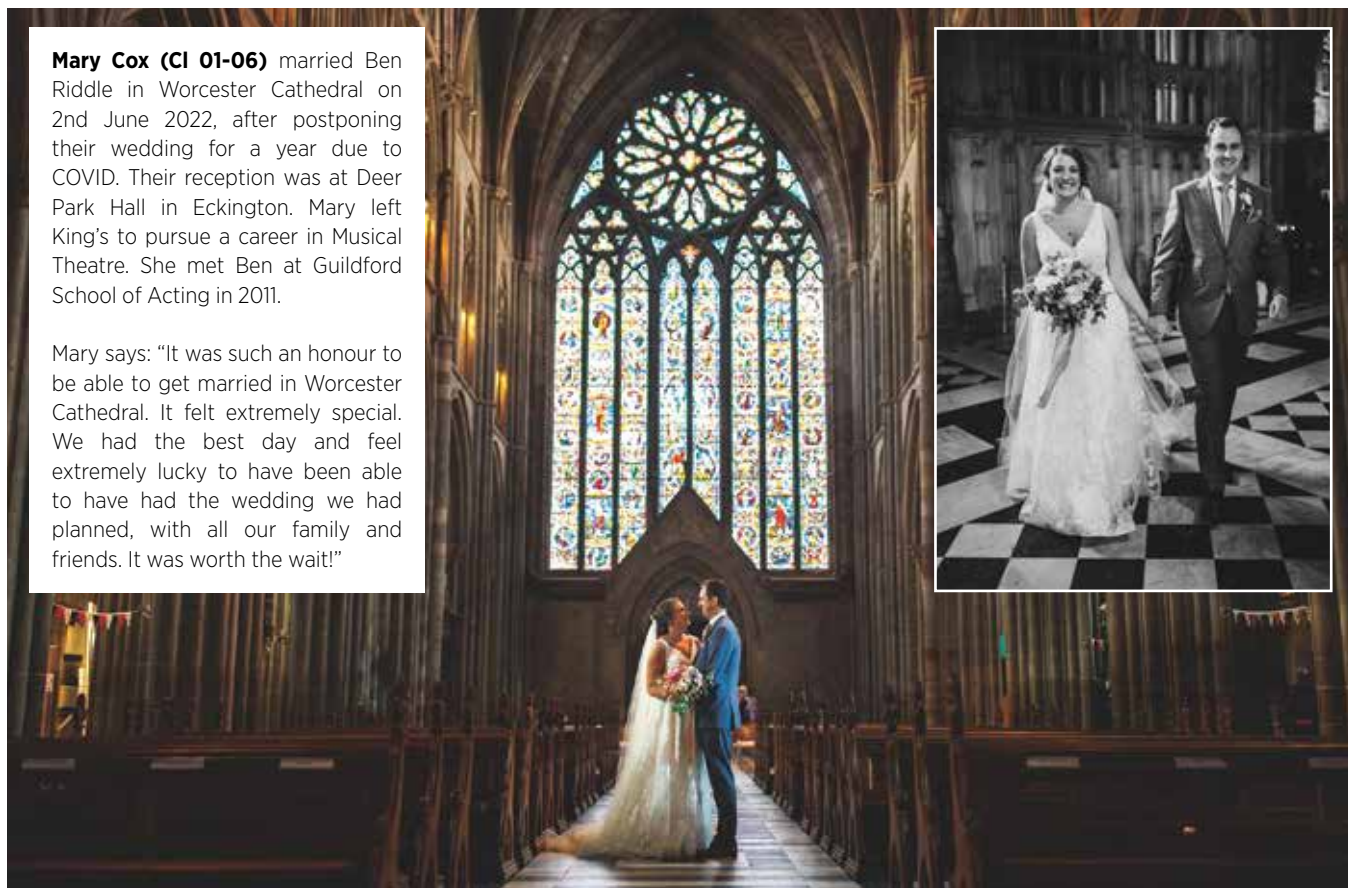 Mary Cox (Cl 01-06) married Ben
Riddle in Worcester Cathedral on
2nd June 2022, after postponing
their wedding for a year due to
COVID. Their reception was at Deer
Park Hall in Eckington. Mary left
King’s to pursue a career in Musical
Theatre. She met Ben at Guildford
School of Acting in 2011.
Mary says: “It was such an honour to
be able to get married in Worcester
Cathedral. It felt extremely special.
We had the best day and feel
extremely lucky to have been able
to have had the wedding we had
planned, with all our family and
friends. It was worth the wait!”